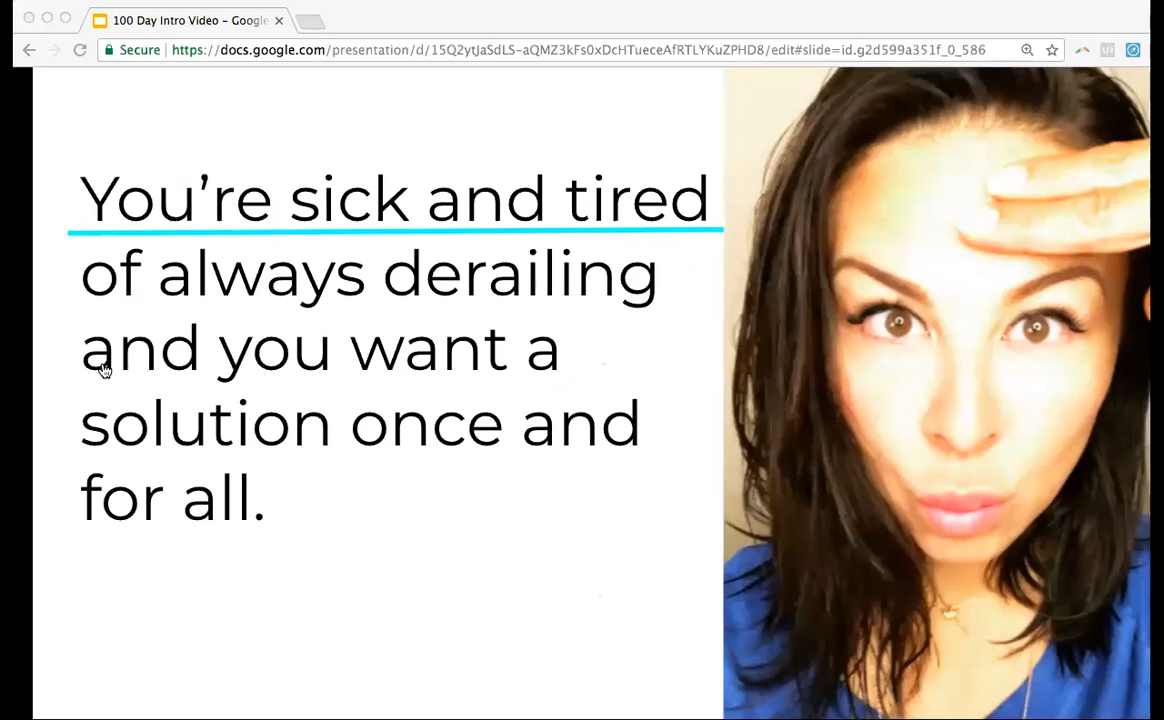 100 Day Intro Video – Google
Secure
https://docs.google.com/presentation/d/15Q2ytJaSdLS-aQMZ3kFs0xDcHTueceAfRTLYKuZPHD8/edit#slide=id.g2d599a351f_0_586
You're sick and tired
of always derailing
and you want a
solution once and
for all.